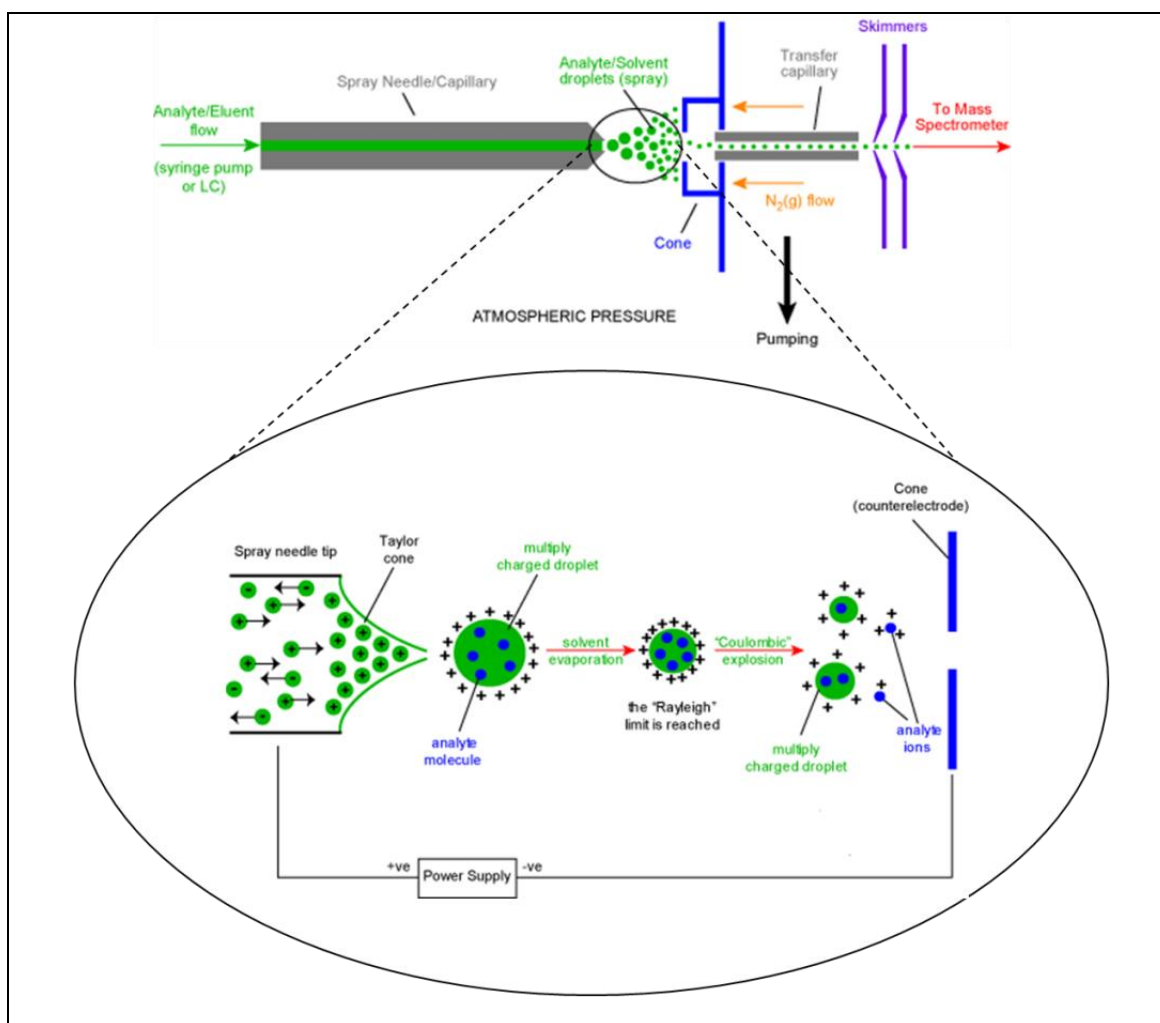 Skimmers
Analyte/Solvent
droplets (spray)
Transfer
capillary
Spray Needle/Capillary
Analyte/Eluent
flow
To Mass
Spectrometer
(syringe pump
or LC)
N2(g) flow
Cone
ATMOSPHERIC PRESSURE
Pumping
Cone
(counterelectrode)
Spray needle tip
Taylor
cone
multiply
charged droplet
solvent
evaporation
"Coulombic"
explosion
the "Rayleigh"
limit is reached
analyte
molecule
multiply
charged droplet
analyte
ions
+ve
Power Supply
-ve